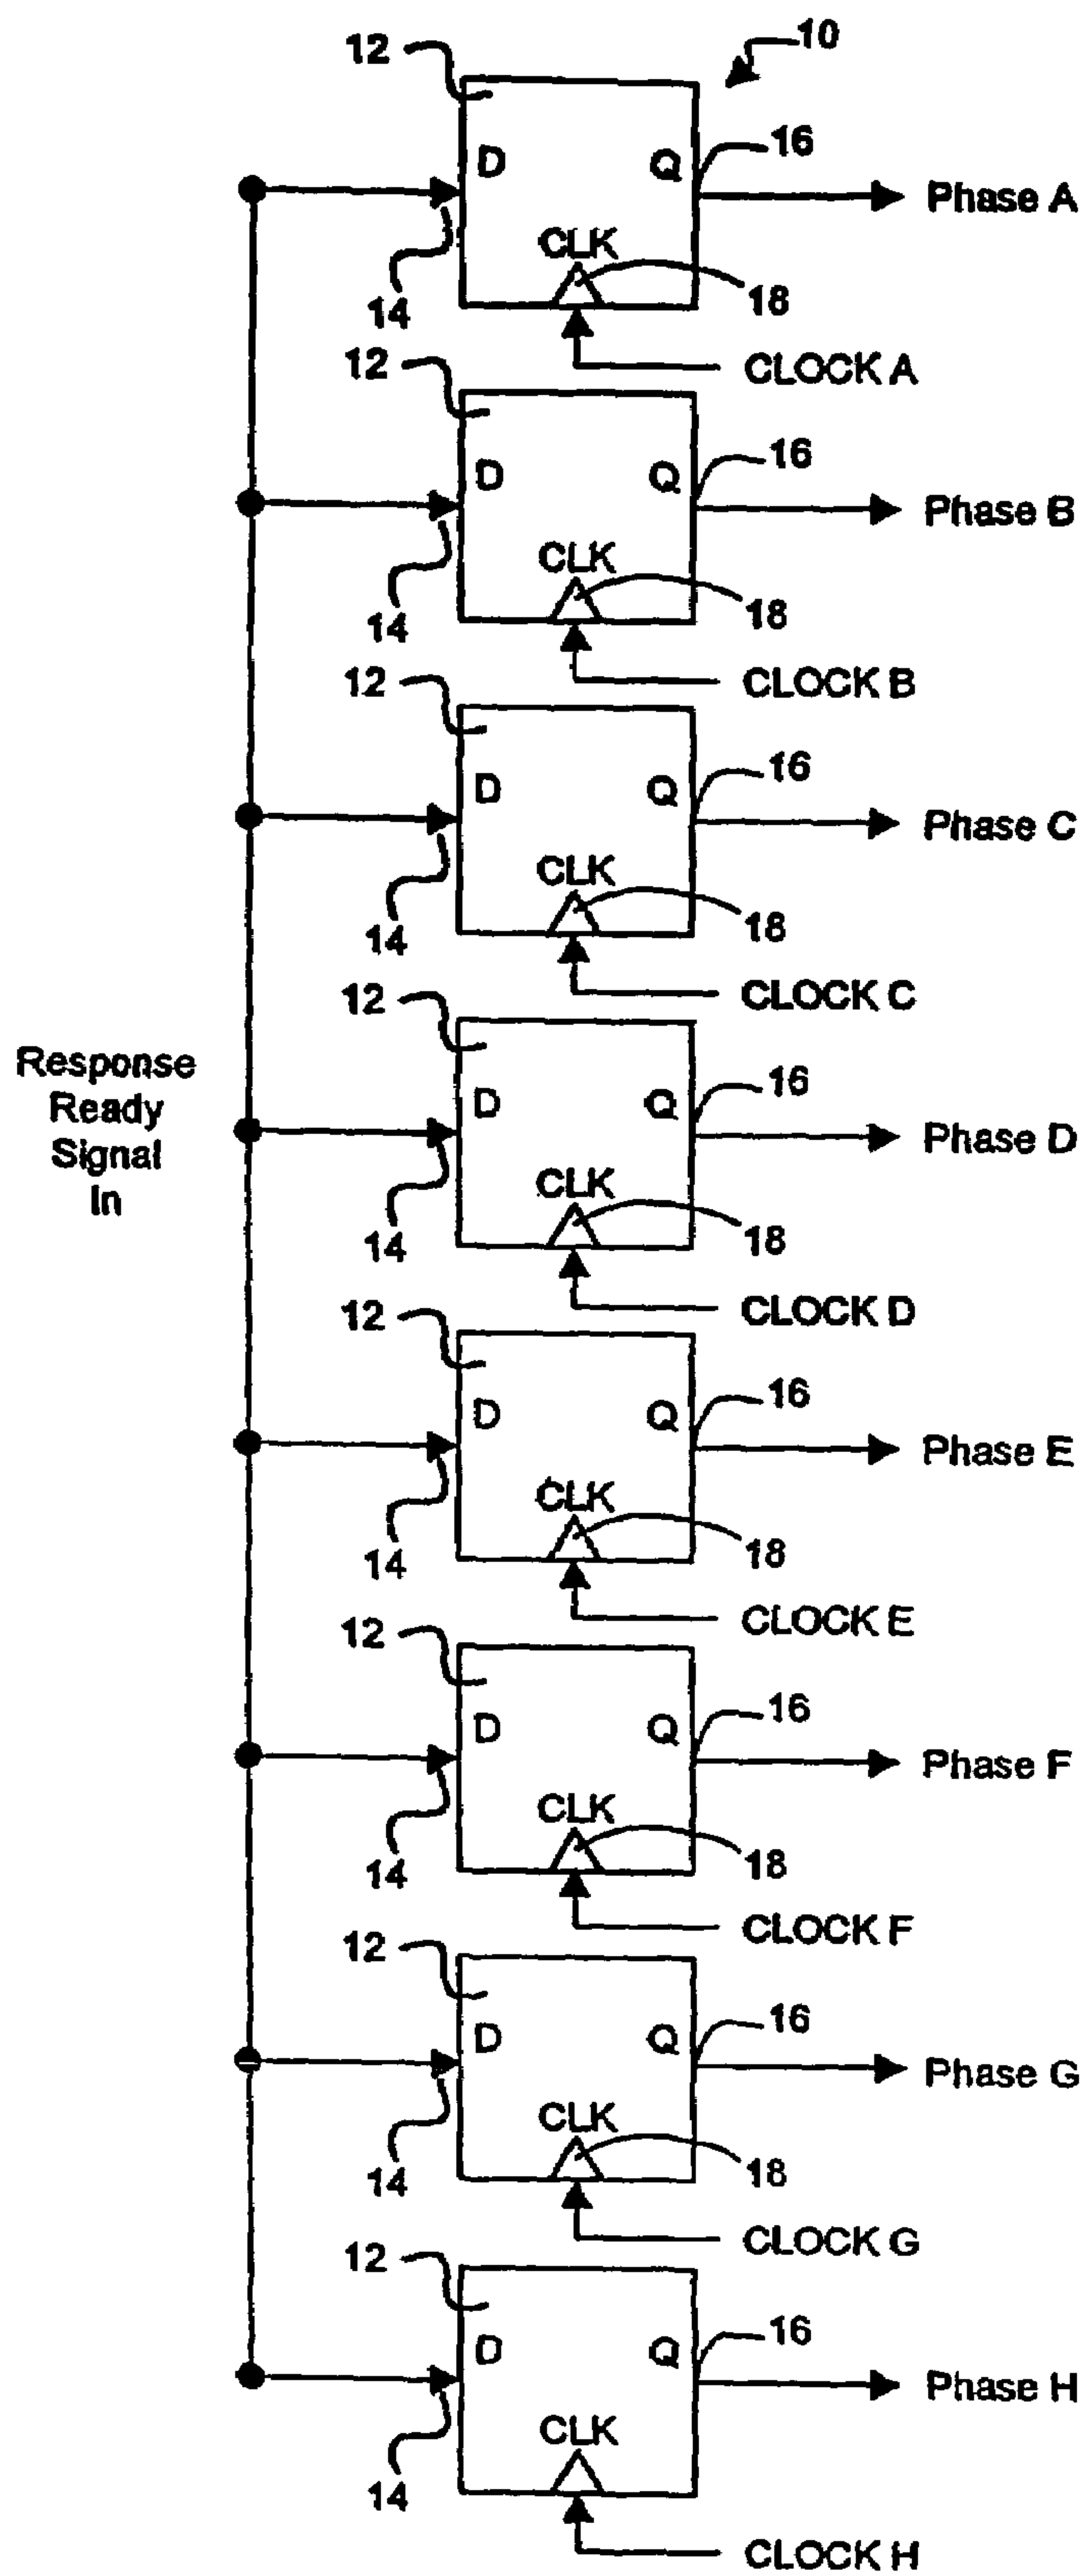 12
10
D
Q
16
Phase A
CLK
14
18
CLOCK A
12
D
Q
16
Phase B
CLK
14
18
CLOCK B
12
D
Q
16
Phase C
CLK
14
18
CLOCK C
12
Response
Ready
Signal
In
D
Q
16
Phase D
CLK
14
18
CLOCK D
12
D
Q
16
Phase E
CLK
14
18
CLOCK E
12
D
Q
16
Phase F
CLK
14
18
CLOCK F
12
D
Q
16
Phase G
CLK
14
18
CLOCK G
12
D
Q
16
Phase H
CLK
14
CLOCK H